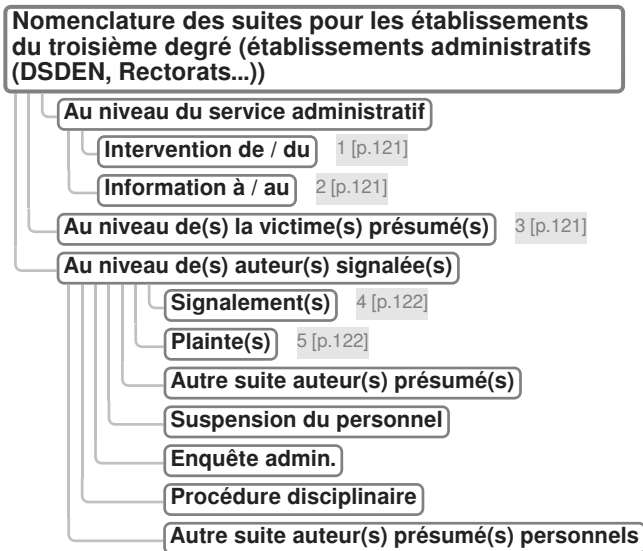 Nomenclature des suites pour les établissements
du troisième degré (établissements administratifs
(DSDEN, Rectorats...))
Au niveau du service administratif
Intervention de / du 1 [p.121]
Information à / au 2 [p.121]
Au niveau de(s) la victime(s) présumé(s) 3 [p.121]
Au niveau de(s) auteur(s) signalée(s)
Signalement(s) 4 [p.122]
Plainte(s) 5 [p.122]
Autre suite auteur(s) présumé(s)
Suspension du personnel
Enquête admin.
Procédure disciplinaire
Autre suite auteur(s) présumé(s) personnels